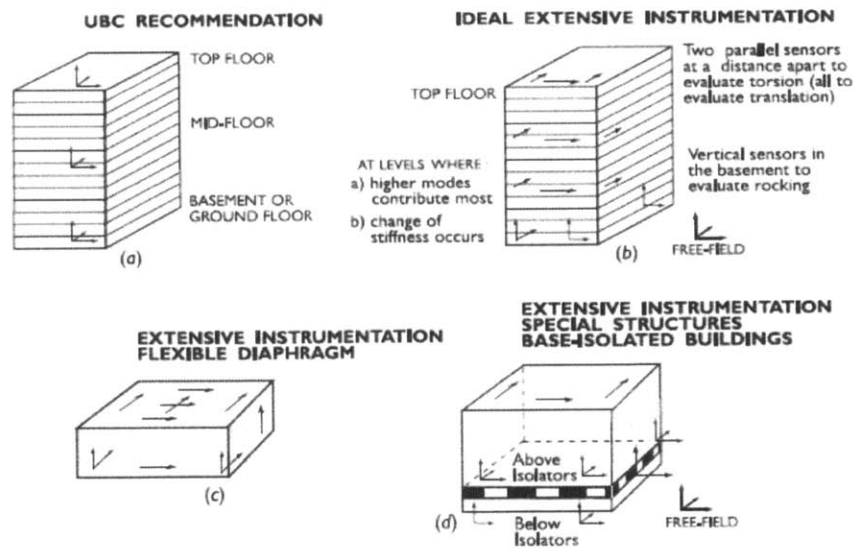 UBC RECOMMENDATION
TOP FLOOR
MID-FLOOR
BASEMENT OR
GROUND FLOOR
(a)
IDEAL EXTENSIVE INSTRUMENTATION
Two parallel sensors
at a distance apart to
evaluate torsion (all to
evaluate translation)
TOP FLOOR
AT LEVELS WHERE
a) higher modes
contribute most
b) change of
stiffness occurs
Vertical sensors in
the basement to
evaluate rocking
(b)
FREE-FIELD
EXTENSIVE INSTRUMENTATION
FLEXIBLE DIAPHRAGM
(c)
EXTENSIVE INSTRUMENTATION
SPECIAL STRUCTURES
BASE-ISOLATED BUILDINGS
Above
Isolators
(d)
Below
Isolators
FREE-FIELD